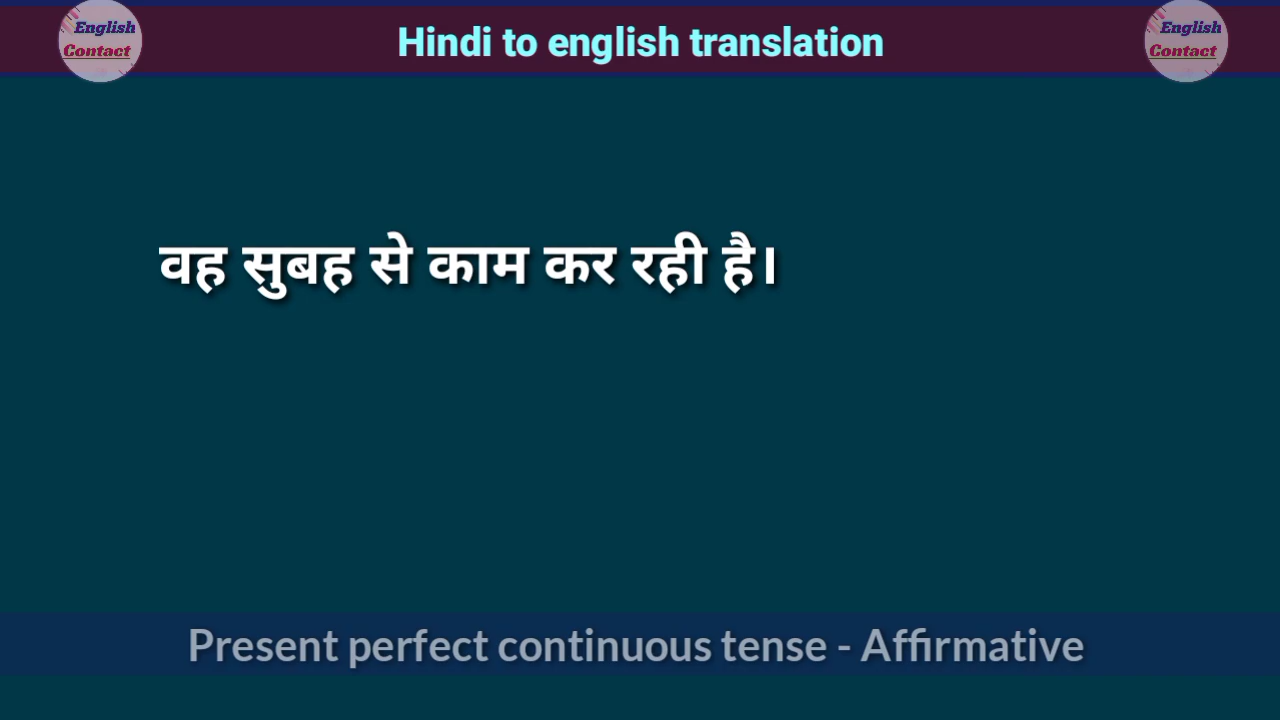 English
Contact
Hindi to english translation
English
Contact
वह सुबह से काम कर रही है।
Present perfect continuous tense - Affirmative